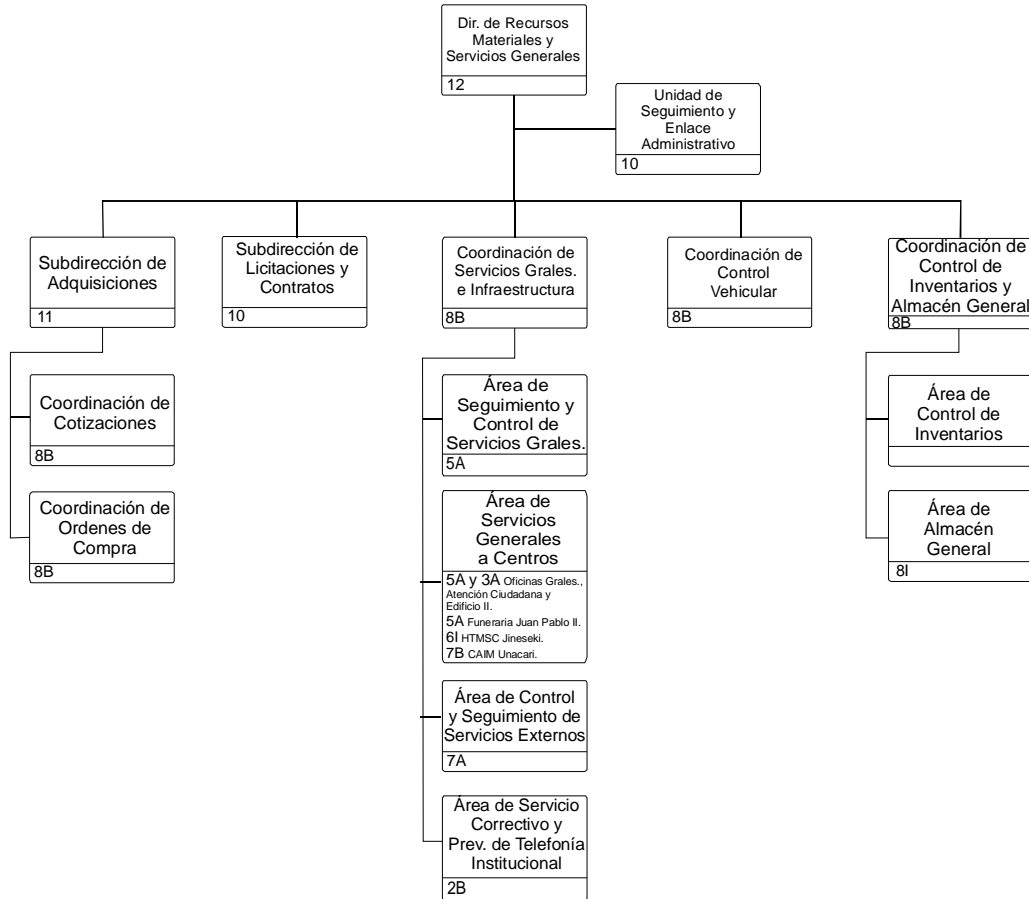 Dir. de Recursos
Materiales y
Servicios Generales
12
Unidad de
Seguimiento y
Enlace
Administrativo
10
Subdirección de
Adquisiciones
11
Subdirección de
Licitaciones y
Contratos
10
Coordinación de
Servicios Grales.
e Infraestructura
8B
Coordinación de
Control
Vehicular
8B
Coordinación de
Control de
Inventarios y
Almacén General
8B
Coordinación de
Cotizaciones
8B
Coordinación de
Ordenes de
Compra
8B
Área de
Seguimiento y
Control de
Servicios Grales.
5A
Área de
Servicios
Generales
a Centros
5A y 3A Oficinas Grales.,
Atención Ciudadana y
Edificio II.
5A Funeraria Juan Pablo II.
6I HTMSC Jineseki.
7B CAIM Unacari.
Área de Control
y Seguimiento de
Servicios Externos
7A
Área de Servicio
Correctivo y
Prev. de Telefonía
Institucional
2B
Área de
Control de
Inventarios
Área de
Almacén
General
8I